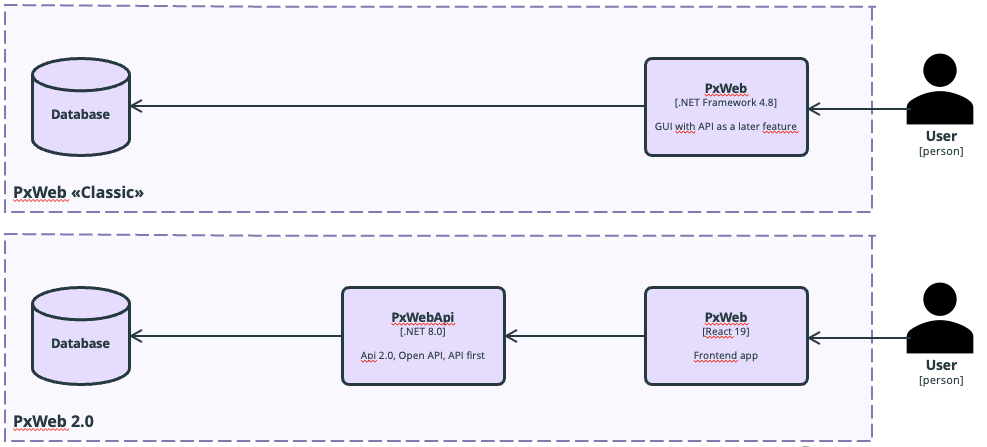 Database
PxWeb
[.NET Framework 4.8]
GUI with API as a later feature
User
[person]
PxWeb «Classic»
Database
PxWebApi
[.NET 8.0]
Api 2.0, Open API, API first
PxWeb
[React 19]
Frontend app
User
[person]
PxWeb 2.0